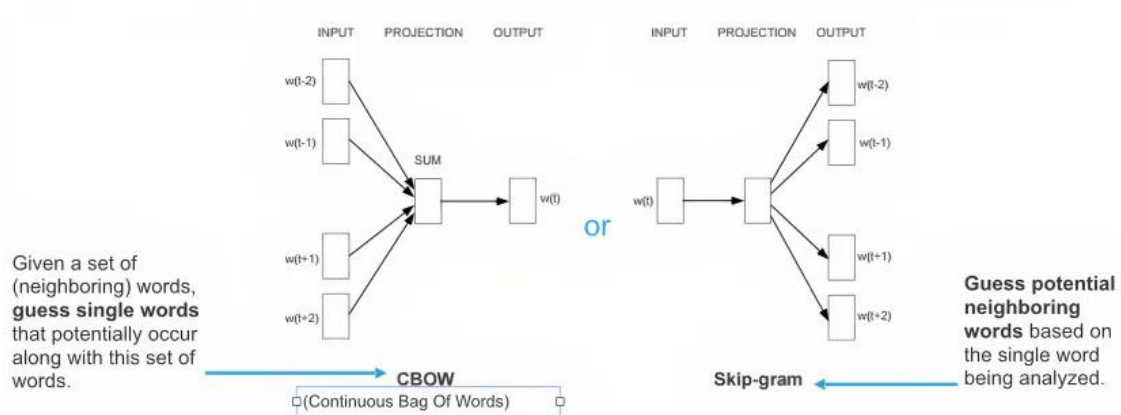 INPUT PROJECTION OUTPUT
w(t-2)
w(t-1)
SUM
w(t)
w(t+1)
w(t+2)
CBOW
(Continuous Bag Of Words)
Given a set of
(neighboring) words,
guess single words
that potentially occur
along with this set of
words.
or
INPUT PROJECTION OUTPUT
w(t-2)
w(t-1)
w(t)
w(t+1)
w(t+2)
Skip-gram
Guess potential
neighboring
words based on
the single word
being analyzed.